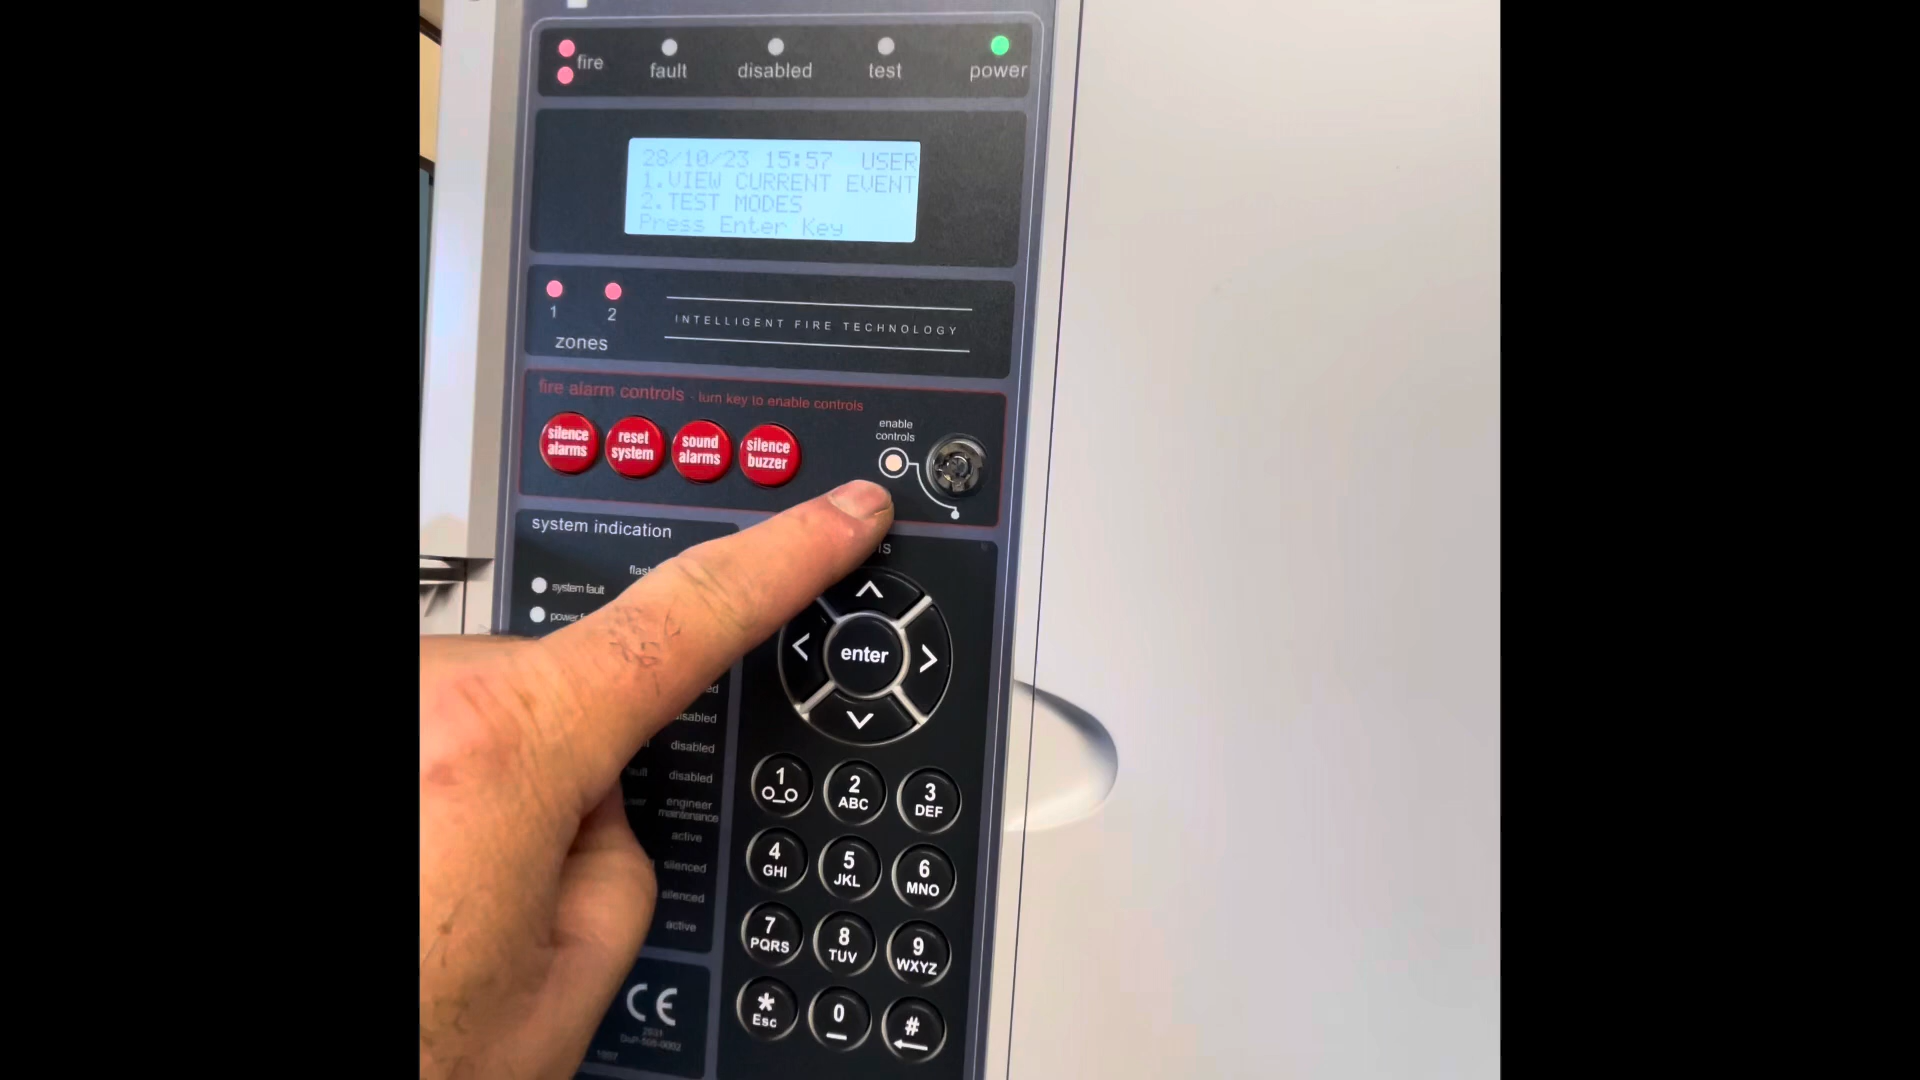 fire
fault
disabled
test
power
28/10/23 15:57 USER
1.VIEW CURRENT EVENT
2.TEST MODES
Press Enter Key
1
2
zones
INTELLIGENT FIRE TECHNOLOGY
fire alarm controls - turn key to enable controls
silence
alarms
reset
system
sound
alarms
silence
buzzer
enable
controls
system indication
system fault
power
disabled
disabled
disabled
engineer
maintenance
active
silenced
silenced
active
enter
1
2
ABC
3
DEF
4
GHI
5
JKL
6
MNO
7
PQRS
8
TUV
9
WXYZ
*
Esc
0
#
CE